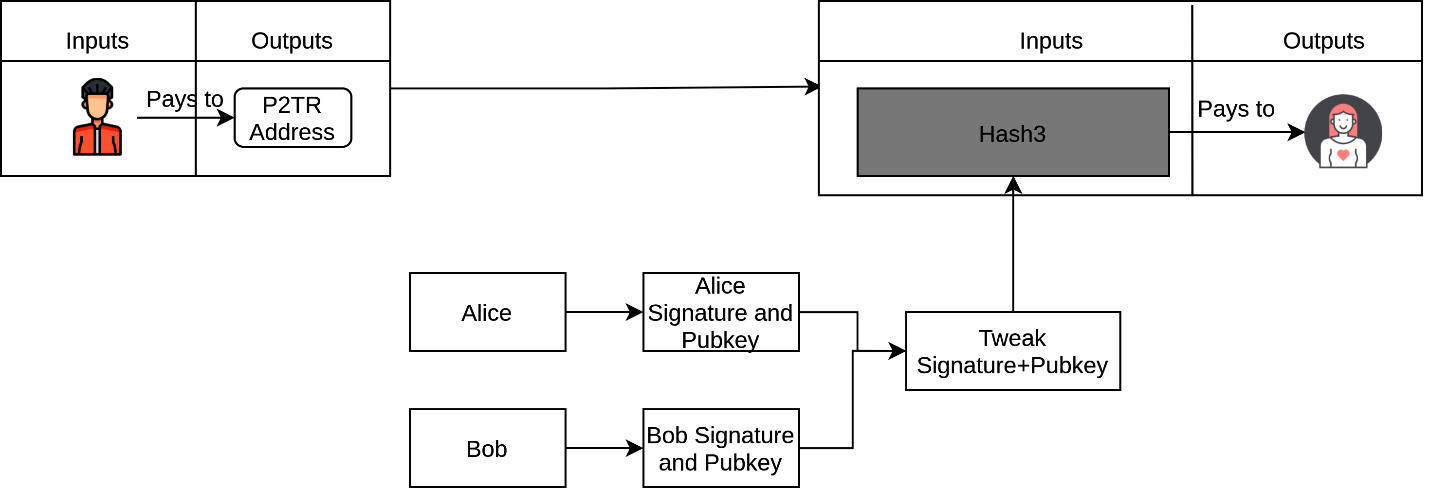 Inputs
Outputs
Pays to
P2TR
Address
Inputs
Outputs
Hash3
Pays to
Alice
Alice
Signature and
Pubkey
Tweak
Signature+Pubkey
Bob
Bob Signature
and Pubkey